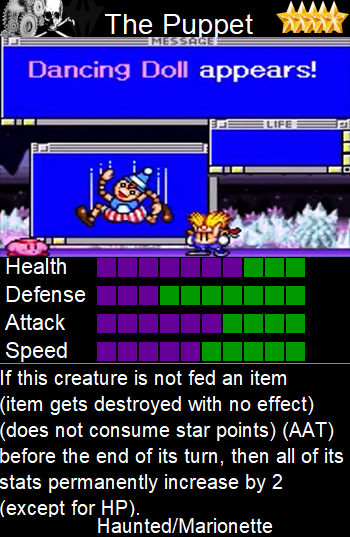 The Puppet
MESSAGE
Dancing Doll appears!
LIFE
Health
Defense
Attack
Speed
If this creature is not fed an item
(item gets destroyed with no effect)
(does not consume star points) (AAT)
before the end of its turn, then all of its
stats permanently increase by 2
(except for HP).
Haunted/Marionette